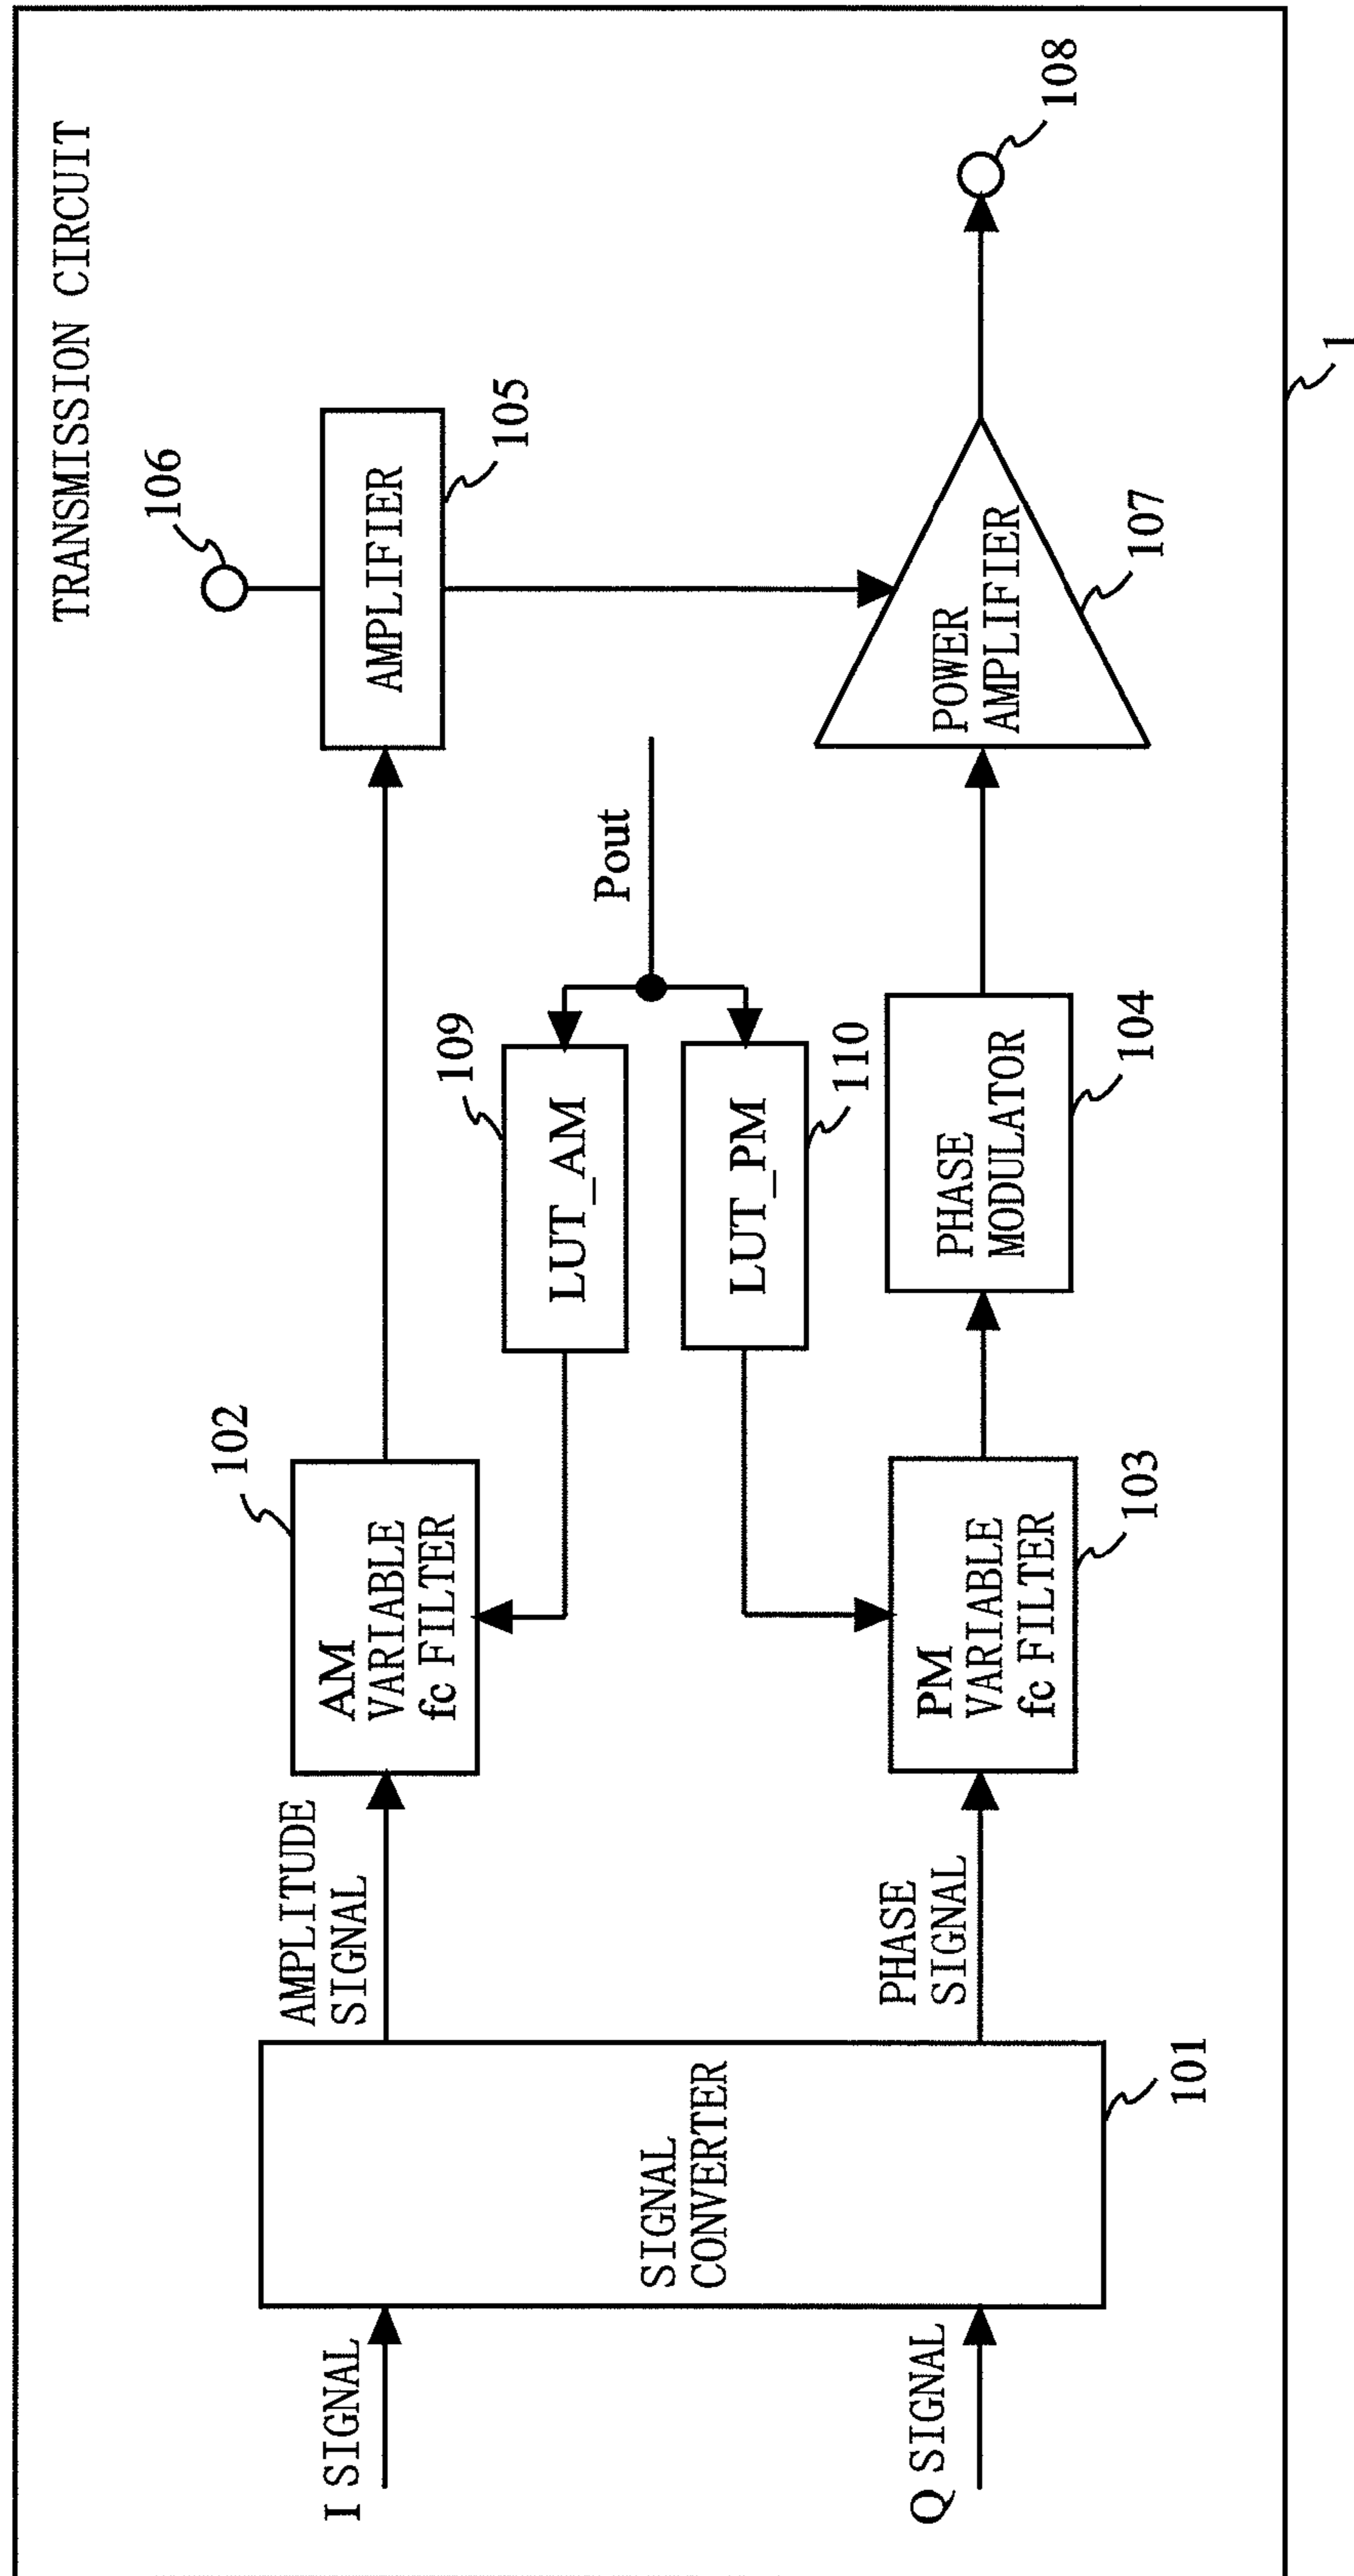 TRANSMISSION CIRCUIT
106
AMPLIFIER
105
108
102
AM
VARIABLE
fc FILTER
AMPLITUDE
SIGNAL
I SIGNAL
109
LUT_AM
Pout
LUT_PM
110
SIGNAL
CONVERTER
101
Q SIGNAL
PHASE
SIGNAL
PM
VARIABLE
fc FILTER
103
PHASE
MODULATOR
104
POWER
AMPLIFIER
107
1